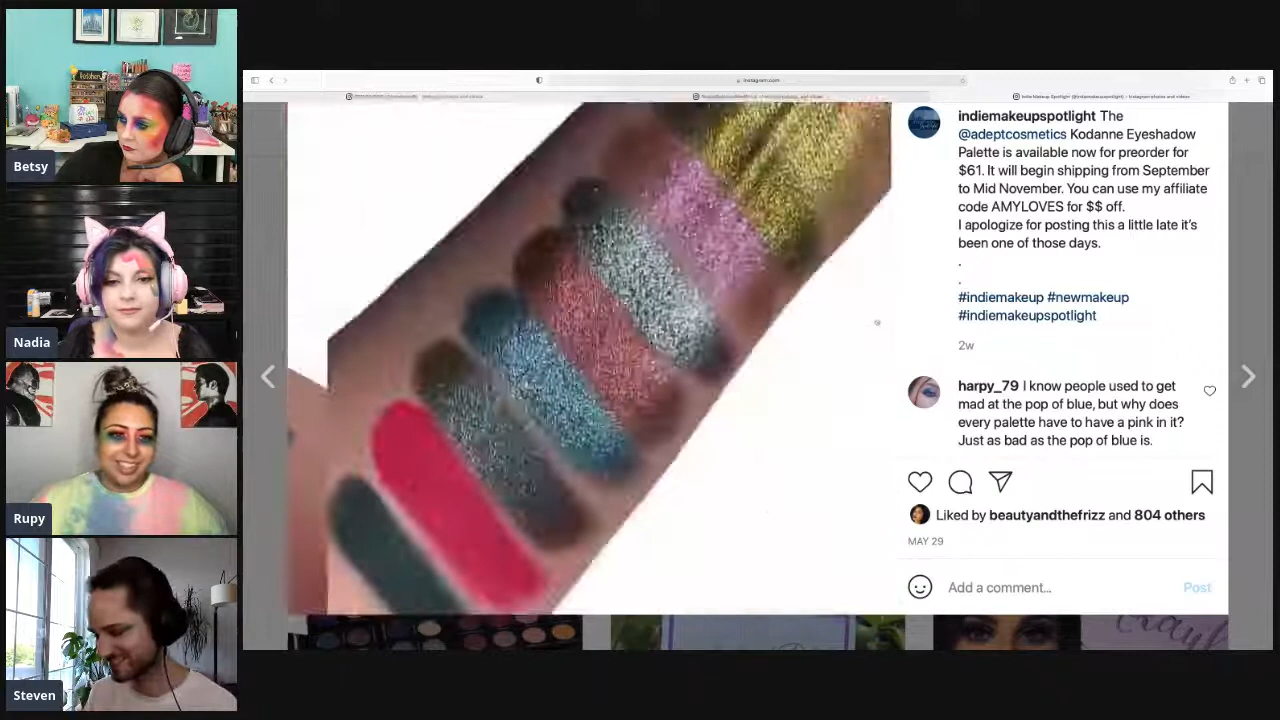 Betsy
Nadia
Rupy
Steven
instagram.com
indiemakeupspotlight The
@adeptcosmetics Kodanne Eyeshadow
Palette is available now for preorder for
$61. It will begin shipping from September
to Mid November. You can use my affiliate
code AMYLOVES for $$ off.
I apologize for posting this a little late it's
been one of those days.
.
.
#indiemakeup #newmakeup
#indiemakeupspotlight
2w
harpy_79 I know people used to get
mad at the pop of blue, but why does
every palette have to have a pink in it?
Just as bad as the pop of blue is.
Liked by beautyandthefrizz and 804 others
MAY 29
Add a comment...
Post